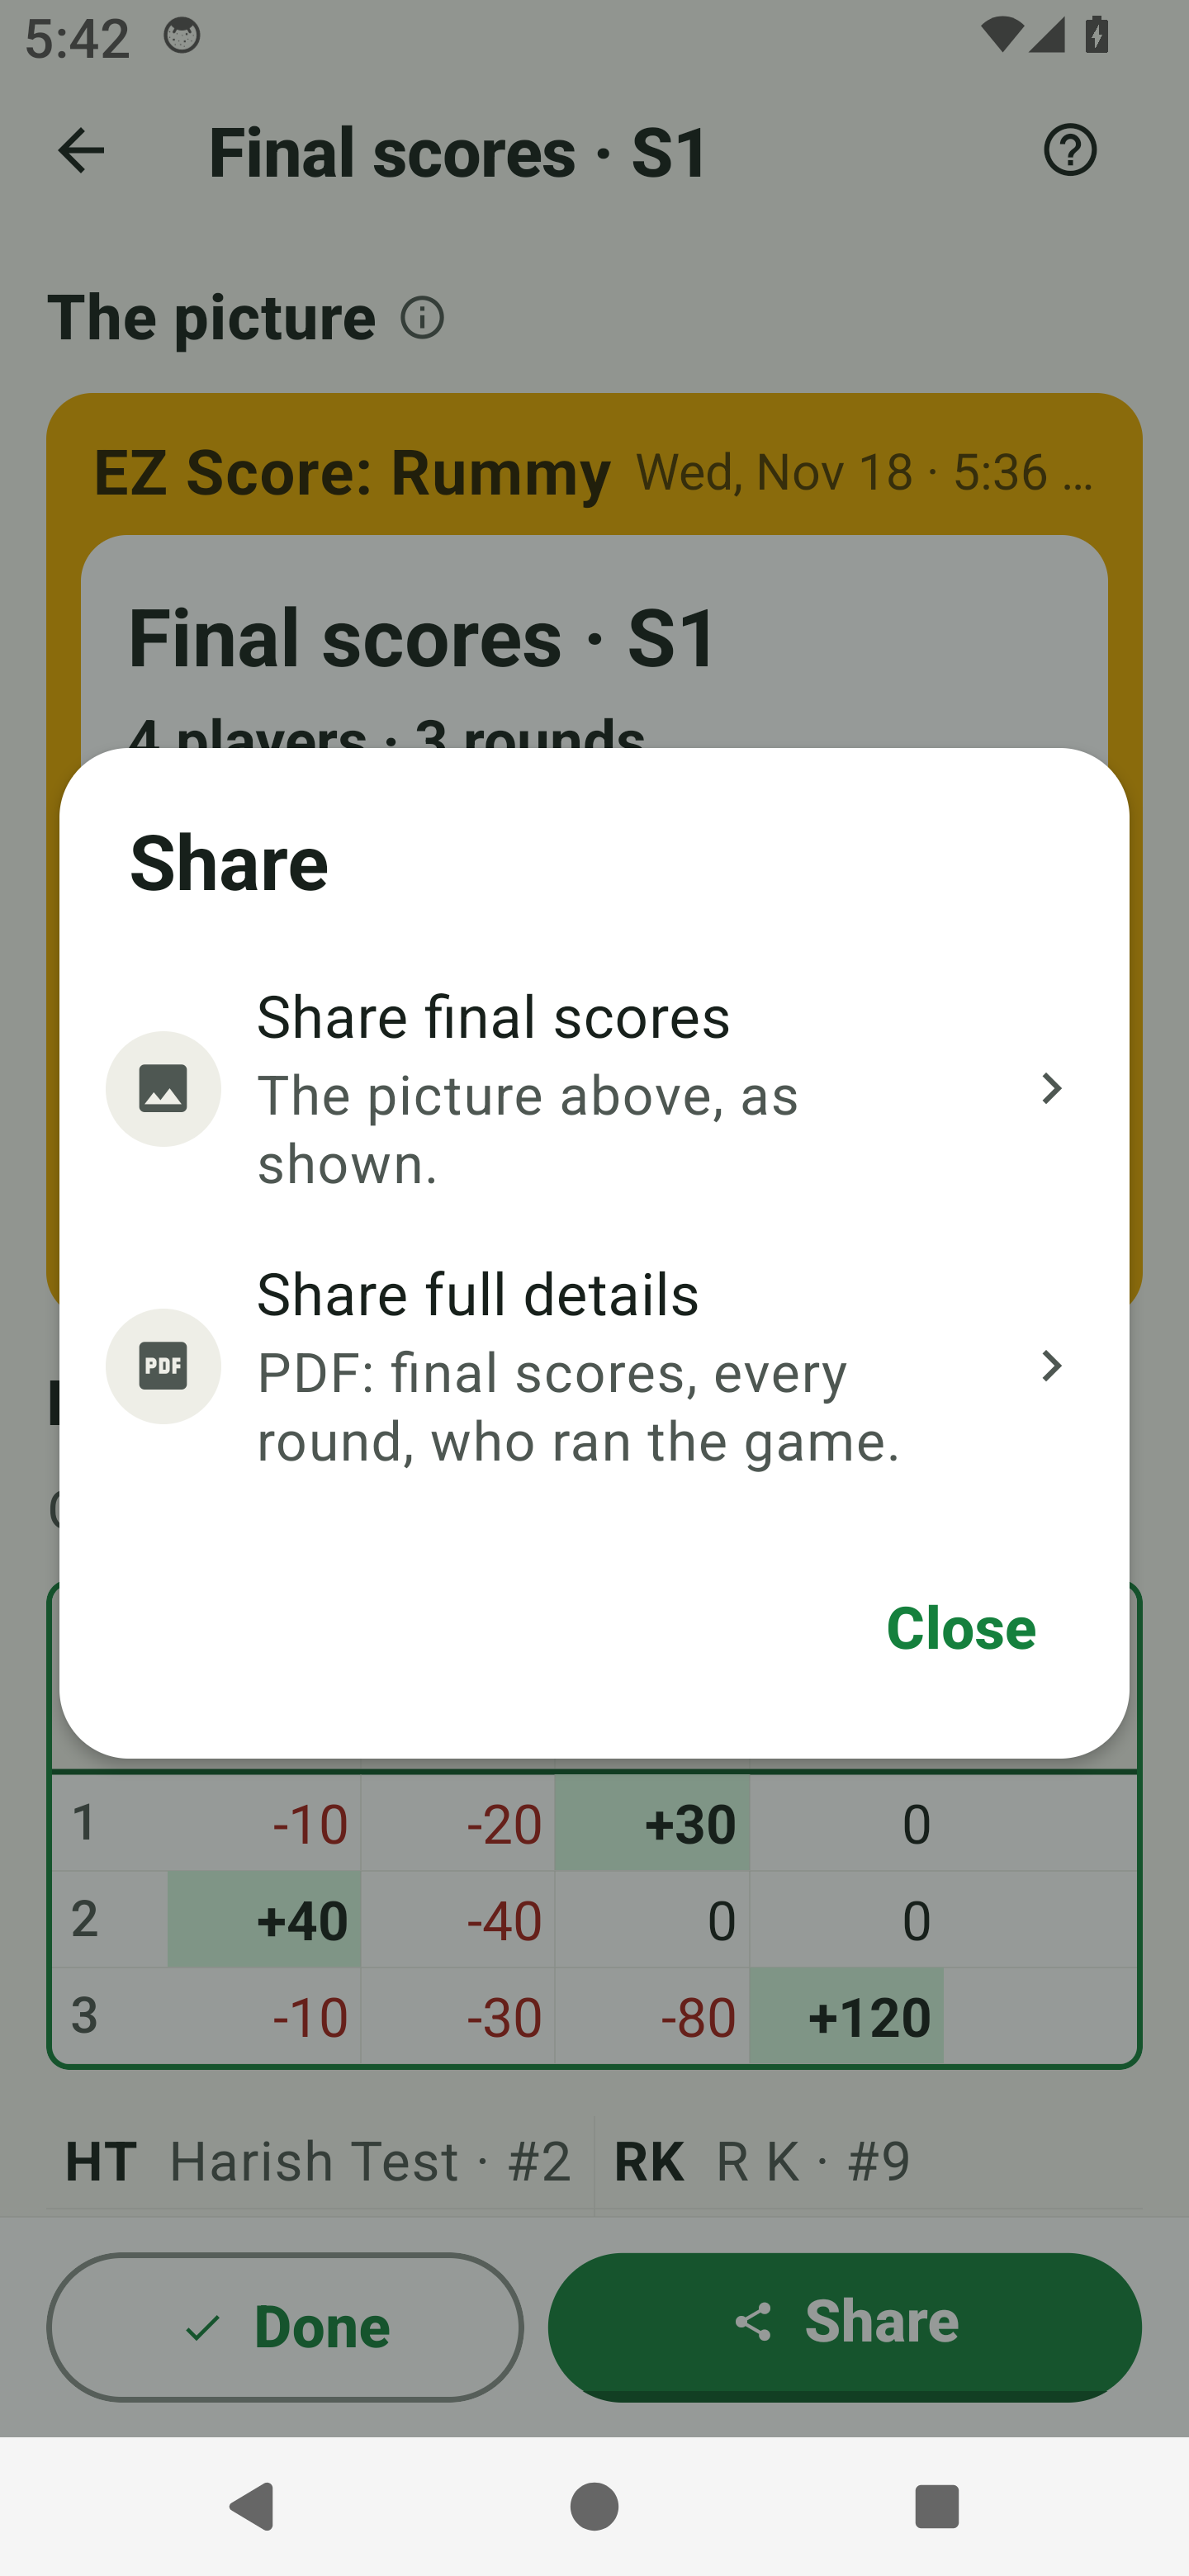 5:42
Final scores · S1
The picture
EZ Score: Rummy Wed, Nov 18 · 5:36 ...
Final scores · S1
4 players · 3 rounds
Share
Share final scores
The picture above, as
shown.
Share full details
PDF
PDF: final scores, every
round, who ran the game.
Close
1 -10 -20 +30 0
2 +40 -40 0 0
3 -10 -30 -80 +120
HT Harish Test · #2 RK R K · #9
Done Share